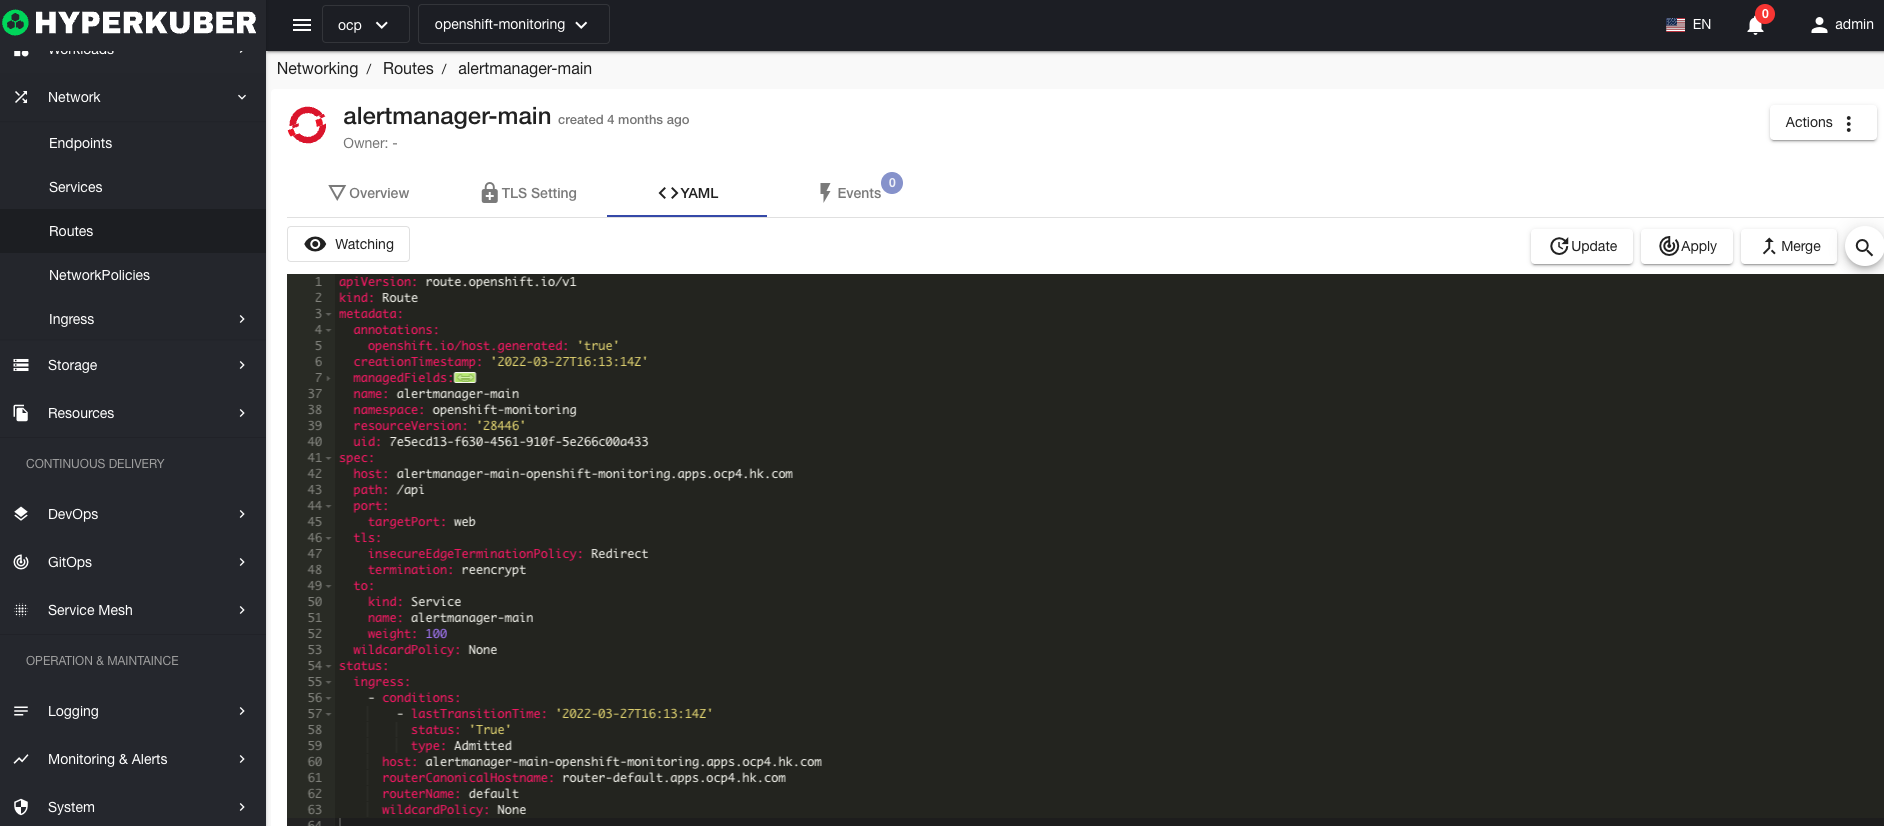 HYPERKUBER
ocp
openshift-monitoring
EN
0
admin
Workloads
Network
Endpoints
Services
Routes
NetworkPolicies
Ingress
Storage
Resources
CONTINUOUS DELIVERY
DevOps
GitOps
Service Mesh
OPERATION & MAINTAINCE
Logging
Monitoring & Alerts
System
Networking / Routes / alertmanager-main
alertmanager-main created 4 months ago
Owner: -
Actions
Overview
TLS Setting
<>YAML
Events
0
Watching
Update
Apply
Merge
1 apiVersion: route.openshift.io/v1
2 kind: Route
3 metadata:
4 annotations:
5 openshift.io/host.generated: 'true'
6 creationTimestamp: '2022-03-27T16:13:14Z'
7 managedFields:
37 name: alertmanager-main
38 namespace: openshift-monitoring
39 resourceVersion: '28446'
40 uid: 7e5ecd13-f630-4561-910f-5e266c00a433
41 spec:
42 host: alertmanager-main-openshift-monitoring.apps.ocp4.hk.com
43 path: /api
44 port:
45 targetPort: web
46 tls:
47 insecureEdgeTerminationPolicy: Redirect
48 termination: reencrypt
49 to:
50 kind: Service
51 name: alertmanager-main
52 weight: 100
53 wildcardPolicy: None
54 status:
55 ingress:
56 - conditions:
57 - lastTransitionTime: '2022-03-27T16:13:14Z'
58 status: 'True'
59 type: Admitted
60 host: alertmanager-main-openshift-monitoring.apps.ocp4.hk.com
61 routerCanonicalHostname: router-default.apps.ocp4.hk.com
62 routerName: default
63 wildcardPolicy: None
64